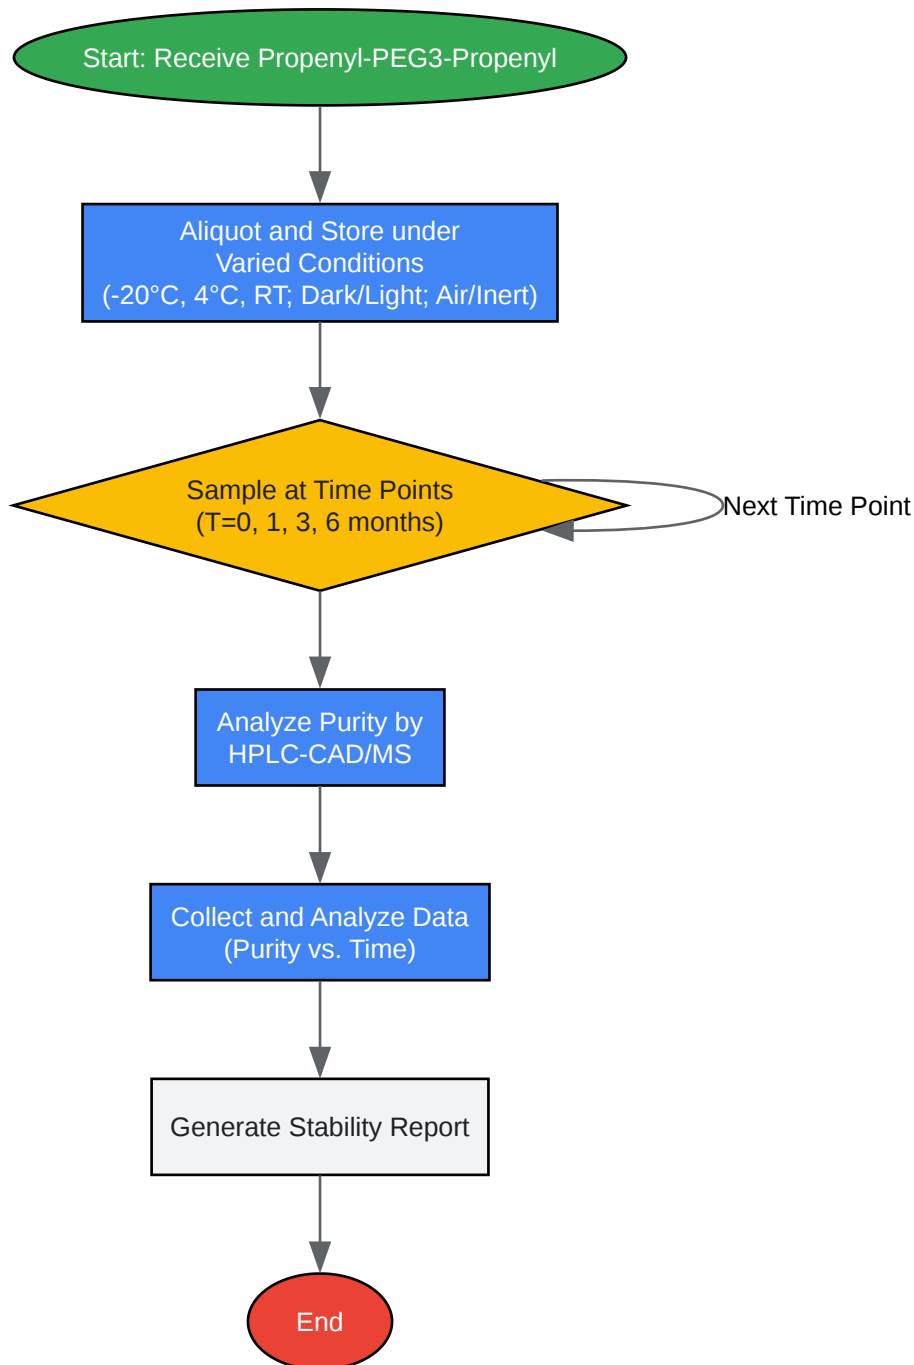 Start: Receive Propenyl-PEG3-Propenyl
Aliquot and Store under
Varied Conditions
(-20°C, 4°C, RT; Dark/Light; Air/Inert)
Sample at Time Points
(T=0, 1, 3, 6 months)
Next Time Point
Analyze Purity by
HPLC-CAD/MS
Collect and Analyze Data
(Purity vs. Time)
Generate Stability Report
End